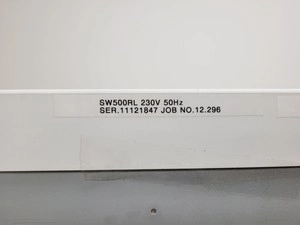 SW500RL 230V 50Hz
SER.11121847 JOB NO.12.296